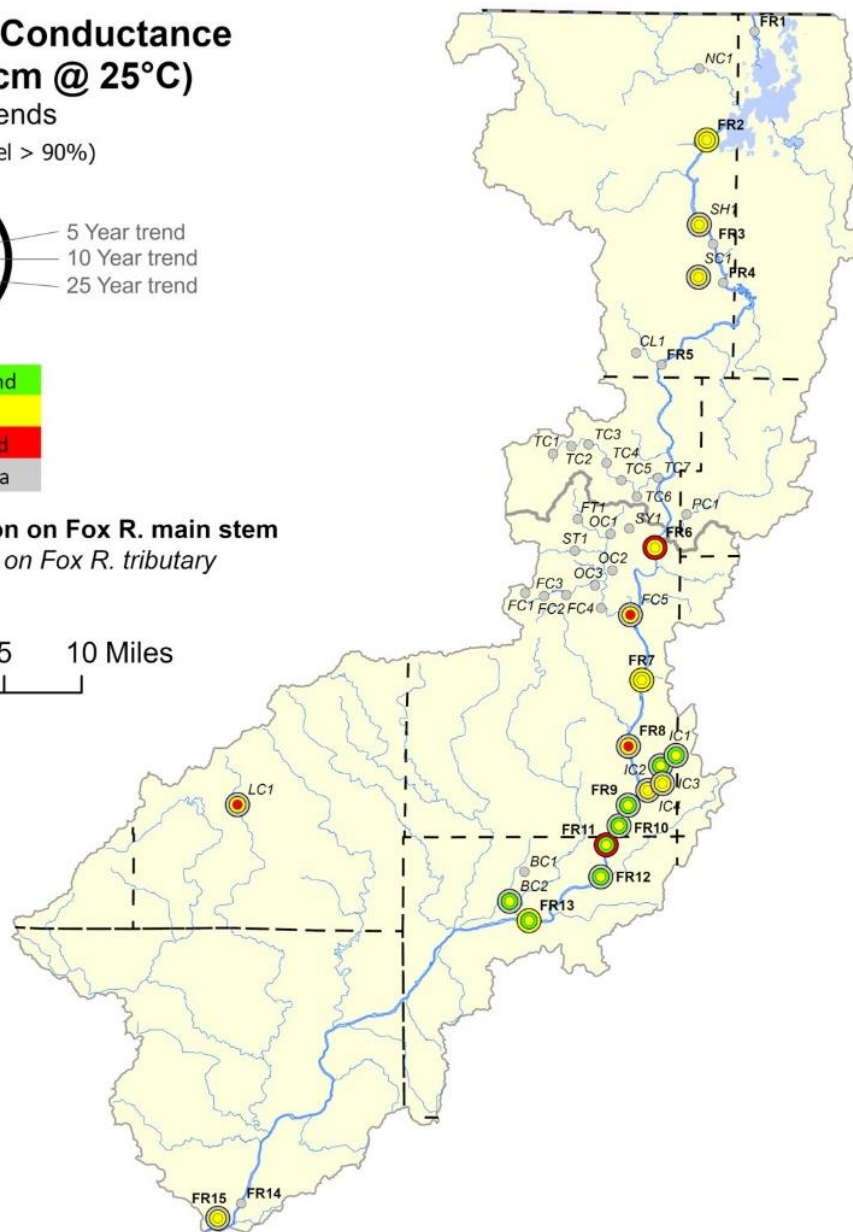 Conductance
cm @ 25°C)
ends
el > 90%)
5 Year trend
10 Year trend
25 Year trend
nd
d
a
on on Fox R. main stem
on Fox R. tributary
5 10 Miles
FR1
NC1
FR2
SH1
FR3
SC1
FR4
CL1
FR5
TC1
TC3
TC2
TC4
TC5
TC7
TC6
PC1
FT1
OC1
SY1
FR6
ST1
OC2
OC3
FC3
FC1
FC2
FC4
FC5
FR7
FR8
IC1
IC2
IC3
IC4
LC1
FR9
FR10
FR11
FR12
BC1
BC2
FR13
FR14
FR15